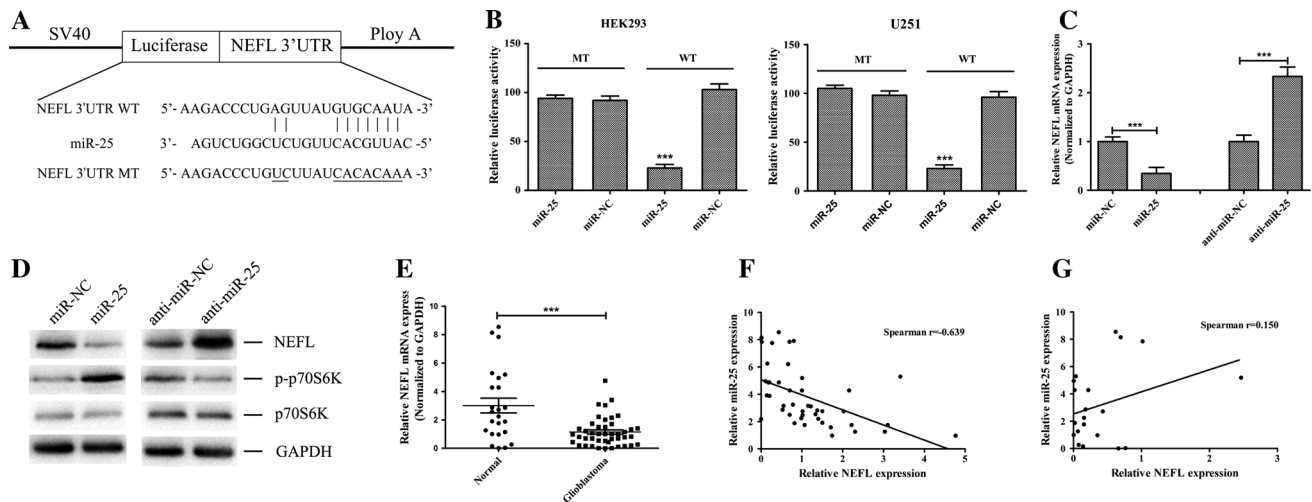 A
SV40
Luciferase
NEFL 3’UTR
Ploy A
NEFL 3’UTR WT 5’- AAGACCCUGAGUUAUGUGCAAUA -3’
miR-25 3’- AGUCUGGCUCUGUUCACGUUAC -5’
NEFL 3'UTR MT 5’- AAGACCCUGUCUUAUCACACAAA -3’
B
HEK293
Relative luciferase activity
150
100
50
0
MT
WT
***
miR-25
miR-NC
miR-25
miR-NC
U251
Relative luciferase activity
150
100
50
0
MT
WT
***
miR-25
miR-NC
miR-25
miR-NC
C
Relative NEFL mRNA expression
(Normalized to GAPDH)
3
2
1
0
***
***
miR-NC
miR-25
anti-miR-NC
anti-miR-25
D
miR-NC
miR-25
anti-miR-NC
anti-miR-25
NEFL
p-p70S6K
p70S6K
GAPDH
E
Relative NEFL mRNA express
(Normalized to GAPDH)
10
8
6
4
2
0
***
Normal
Glioblastoma
F
Relative miR-25 expression
10
8
6
4
2
0
Spearman r=-0.639
0
1
2
3
4
5
Relative NEFL expression
G
Relative miR-25 expression
10
8
6
4
2
0
Spearman r=0.150
0
1
2
3
Relative NEFL expression